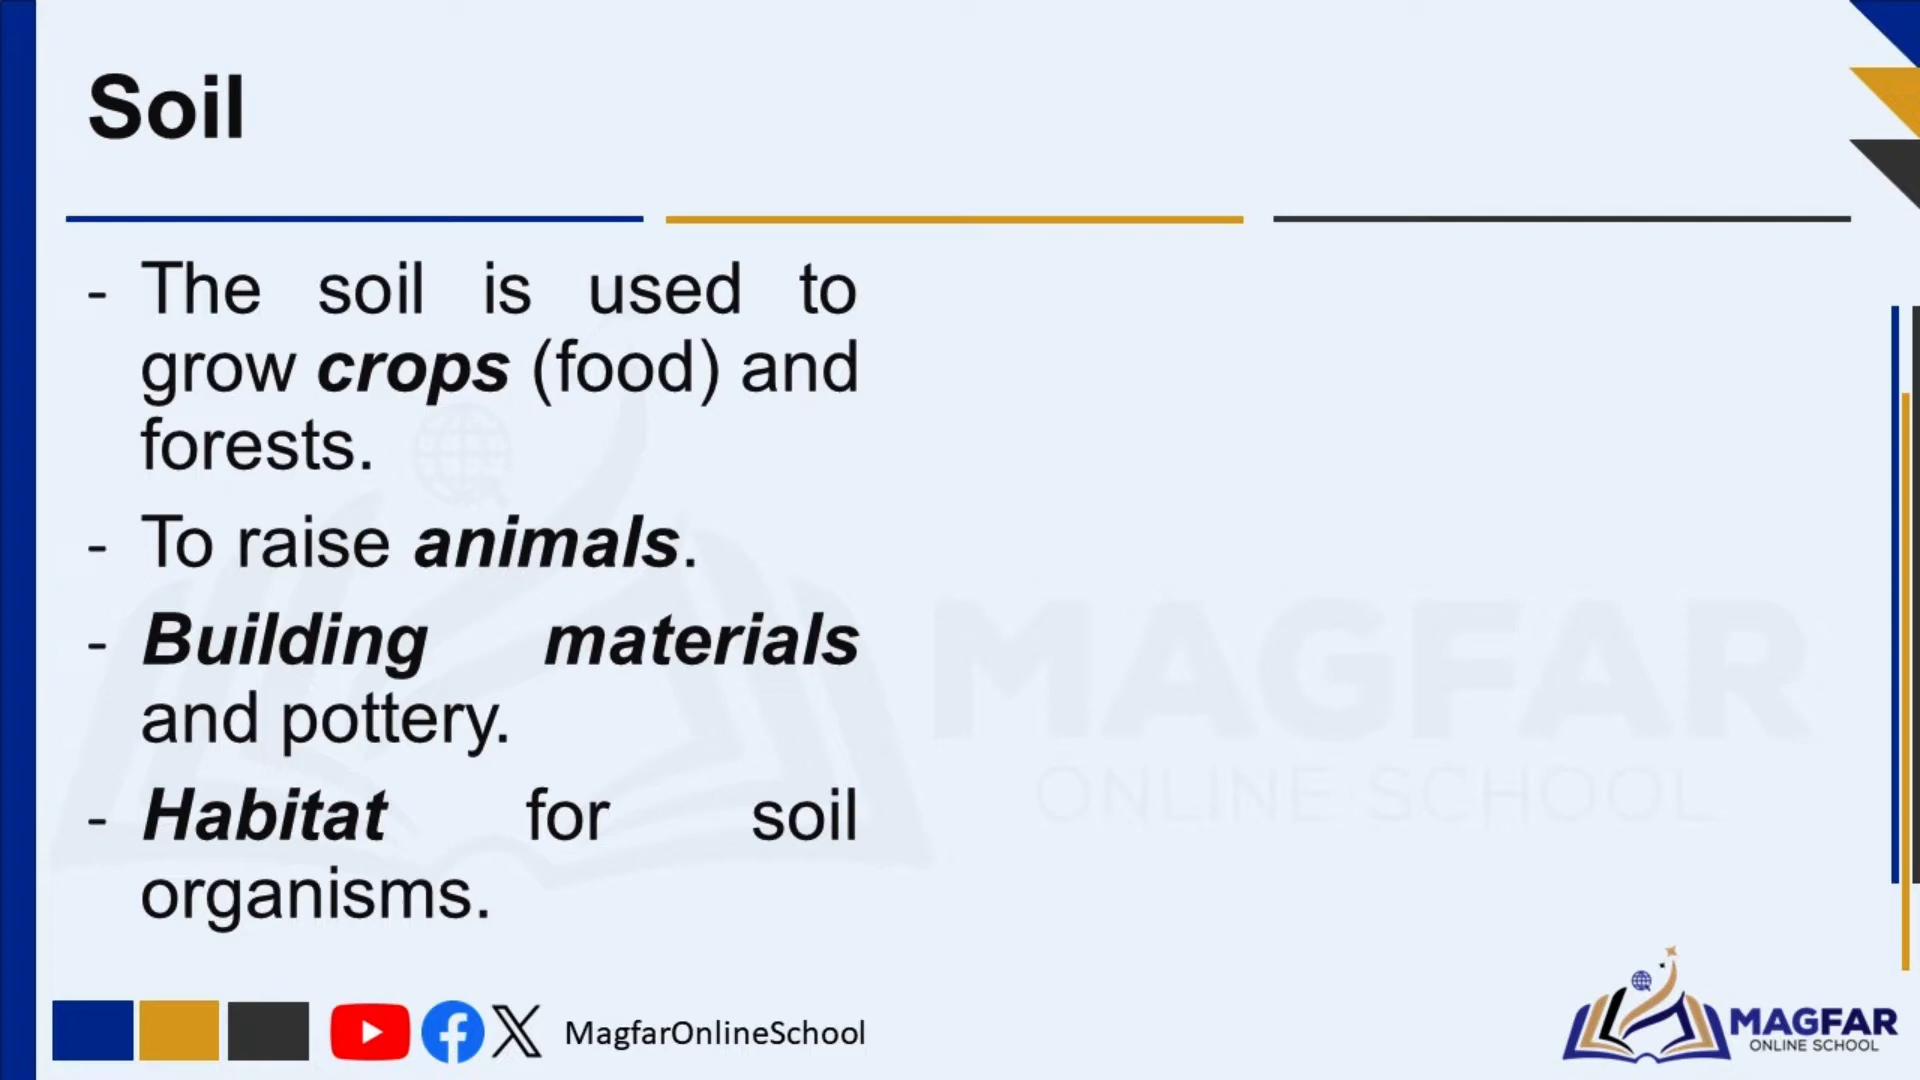 Soil
- The soil is used to
grow crops (food) and
forests.
- To raise animals.
- Building materials
and pottery.
- Habitat for soil
organisms.
MAGFAR
ONLINE SCHOOL
MagfarOnlineSchool
MAGFAR
ONLINE SCHOOL